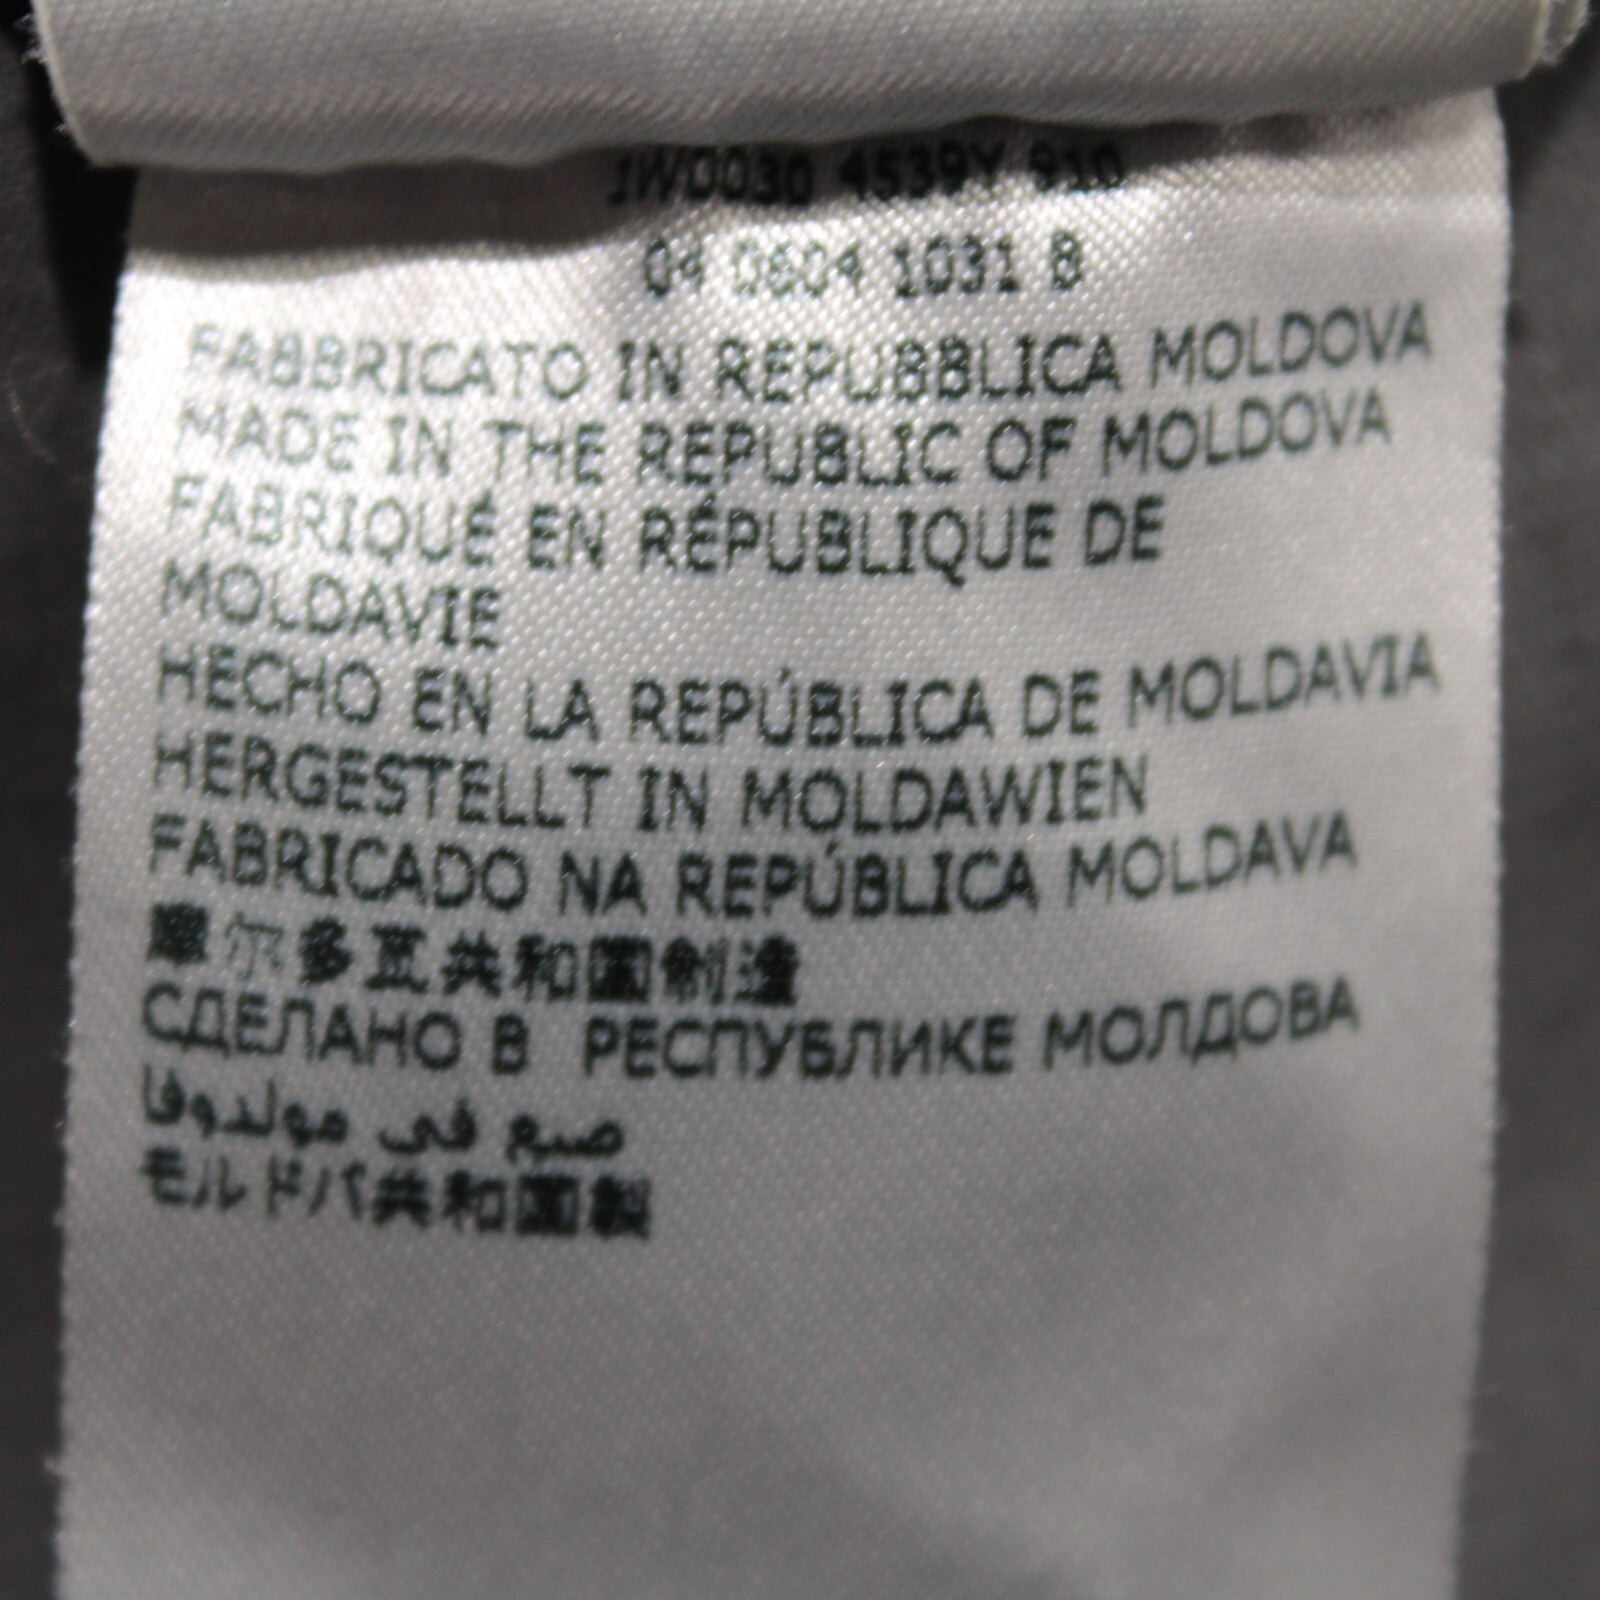 1W0030 4539Y 910
04 0604 1031 B
FABBRICATO IN REPUBBLICA MOLDOVA
MADE IN THE REPUBLIC OF MOLDOVA
FABRIQUÉ EN RÉPUBLIQUE DE
MOLDAVIE
HECHO EN LA REPÚBLICA DE MOLDAVIA
HERGESTELLT IN MOLDAWIEN
FABRICADO NA REPÚBLICA MOLDAVA
摩尔多瓦共和国制造
СДЕЛАНО В РЕСПУБЛИКЕ МОЛДОВА
صنع في مولدوفا
モルドバ共和国製